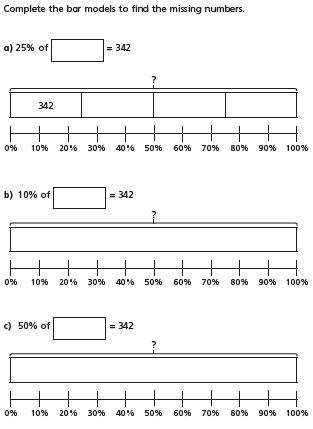 Complete the bar models to find the missing numbers.
a) 25% of = 342
?
342
0% 10% 20% 30% 40% 50% 60% 70% 80% 90% 100%
b) 10% of = 342
?
0% 10% 20% 30% 40% 50% 60% 70% 80% 90% 100%
c) 50% of = 342
?
0% 10% 20% 30% 40% 50% 60% 70% 80% 90% 100%